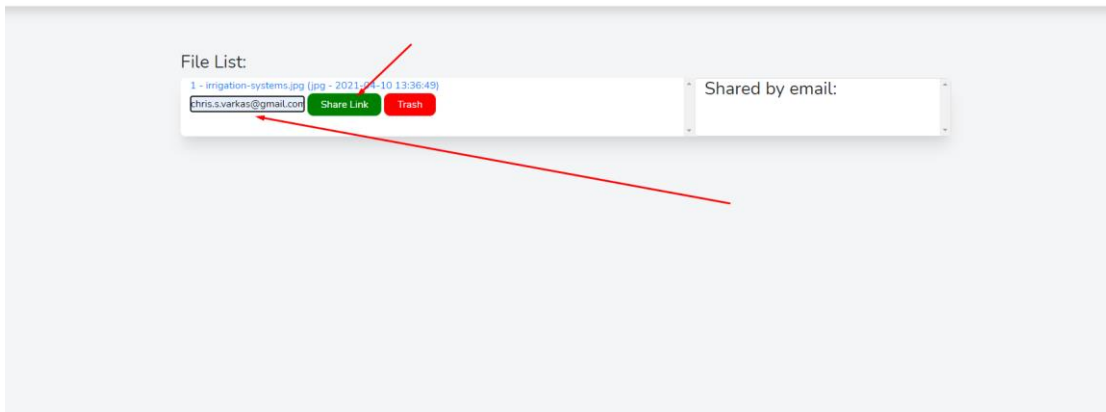 File List:
1 - irrigation-systems.jpg (jpg - 2021-04-10 13:36:49)
chris.s.varkas@gmail.con
Share Link
Trash
Shared by email: